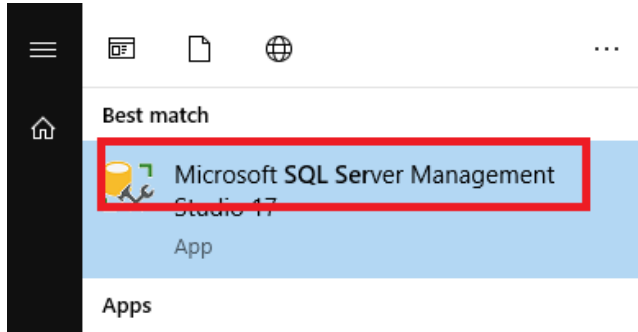 Best match
Microsoft SQL Server Management
Studio 17
App
Apps